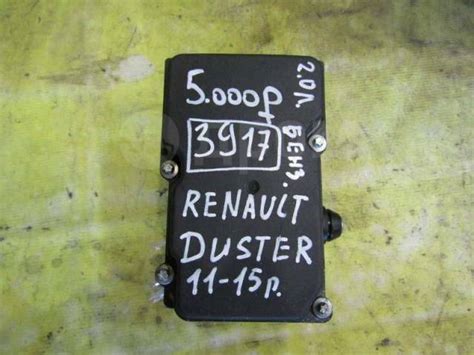 5.000р
3917
RENAULT
DUSTER
11-15г.
2.0л.
БЕНЗ.